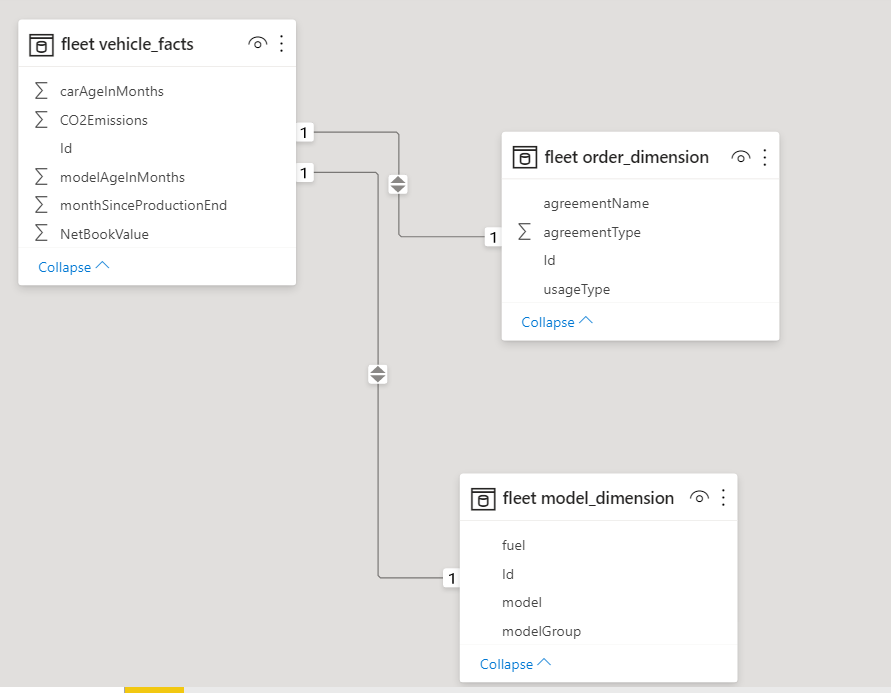 fleet vehicle_facts
carAgeInMonths
CO2Emissions
Id
modelAgeInMonths
monthSinceProductionEnd
NetBookValue
Collapse
1
1
1
fleet order_dimension
agreementName
agreementType
Id
usageType
Collapse
1
fleet model_dimension
fuel
Id
model
modelGroup
Collapse